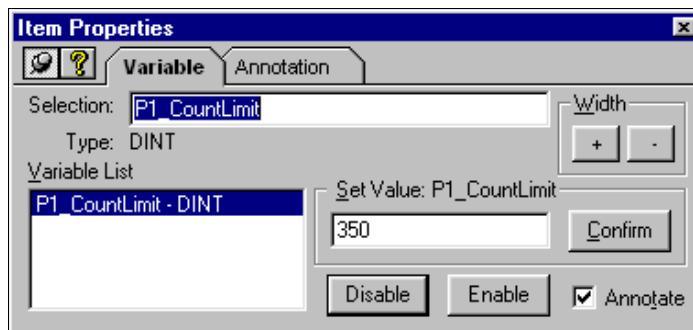 Item Properties
Variable Annotation
Selection: P1_CountLimit
Width
Type: DINT
+ -
Variable List
P1_CountLimit - DINT
Set Value: P1_CountLimit
350 Confirm
Disable Enable Annotate